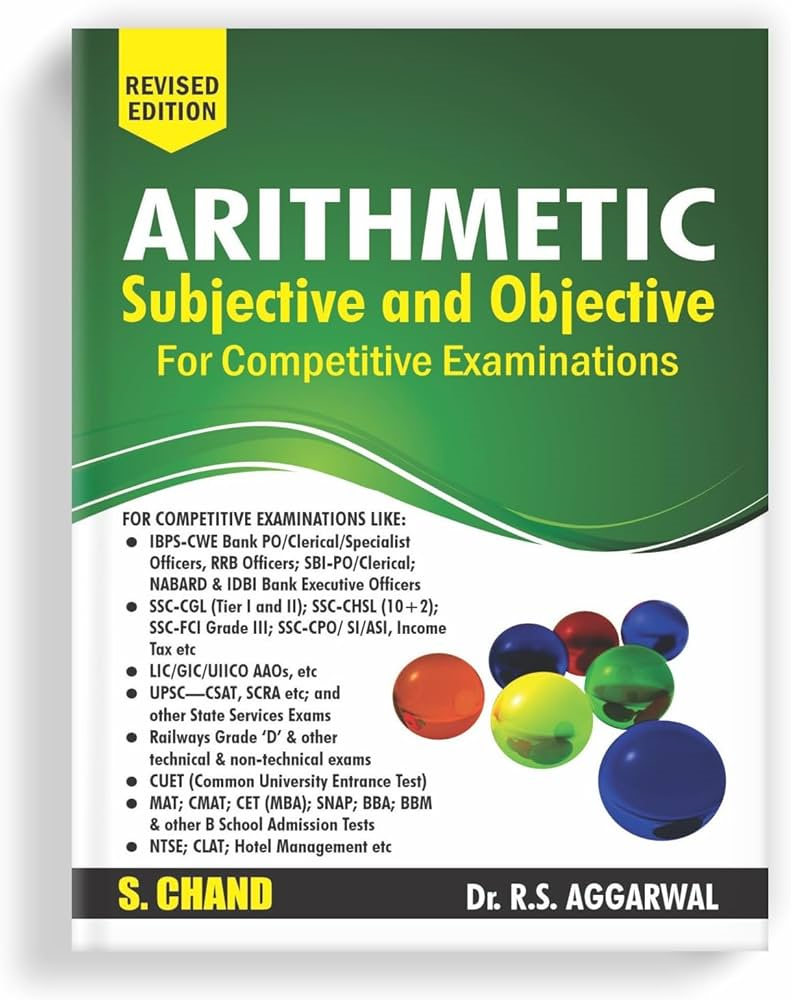 REVISED
EDITION
ARITHMETIC
Subjective and Objective
For Competitive Examinations
FOR COMPETITIVE EXAMINATIONS LIKE:
● IBPS-CWE Bank PO/Clerical/Specialist
Officers, RRB Officers; SBI-PO/Clerical;
NABARD & IDBI Bank Executive Officers
● SSC-CGL (Tier I and II); SSC-CHSL (10+2);
SSC-FCI Grade III; SSC-CPO/ SI/ASI, Income
Tax etc
● LIC/GIC/UIICO AAOs, etc
● UPSC—CSAT, SCRA etc; and
other State Services Exams
● Railways Grade ‘D’ & other
technical & non-technical exams
● CUET (Common University Entrance Test)
● MAT; CMAT; CET (MBA); SNAP; BBA; BBM
& other B School Admission Tests
● NTSE; CLAT; Hotel Management etc
S. CHAND
Dr. R.S. AGGARWAL